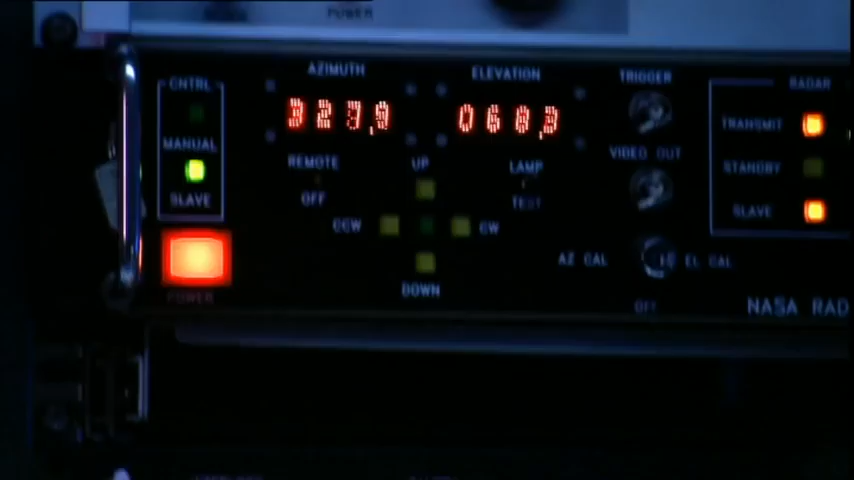 POWER
CNTRL
MANUAL
SLAVE
POWER
AZIMUTH
ELEVATION
REMOTE
OFF
UP
LAMP
TEST
CCW
CW
DOWN
TRIGGER
VIDEO OUT
AZ CAL
EL CAL
OFF
RADAR
TRANSMIT
STANDBY
SLAVE
NASA RAD